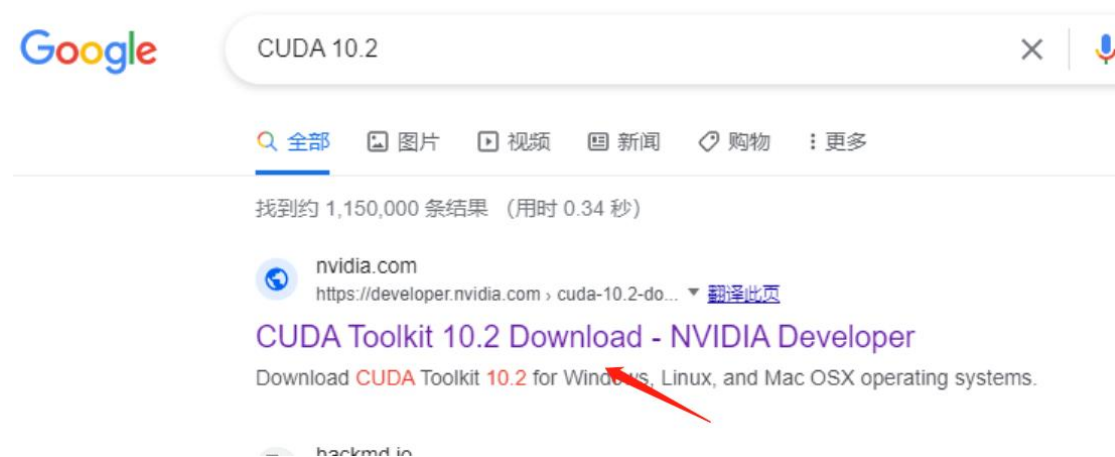 Google
CUDA 10.2
全部 图片 视频 新闻 购物 更多
找到约 1,150,000 条结果 （用时 0.34 秒）
nvidia.com
https://developer.nvidia.com › cuda-10.2-do... 翻译此页
CUDA Toolkit 10.2 Download - NVIDIA Developer
Download CUDA Toolkit 10.2 for Windows, Linux, and Mac OSX operating systems.
hackmd.io